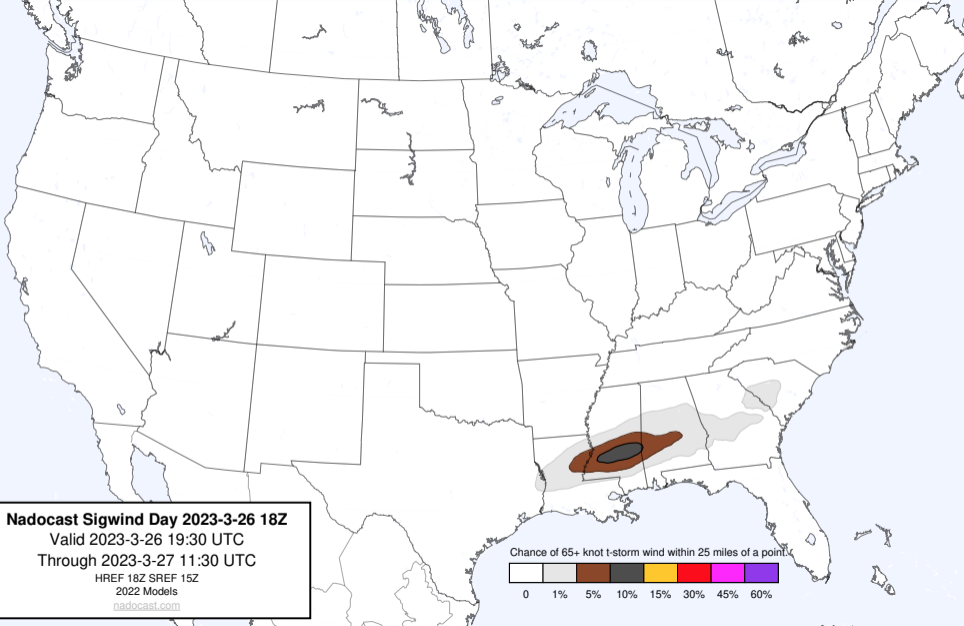 Nadocast Sigwind Day 2023-3-26 18Z
Valid 2023-3-26 19:30 UTC
Through 2023-3-27 11:30 UTC
HREF 18Z SREF 15Z
2022 Models
nadocast.com
Chance of 65+ knot t-storm wind within 25 miles of a point.
0 1% 5% 10% 15% 30% 45% 60%